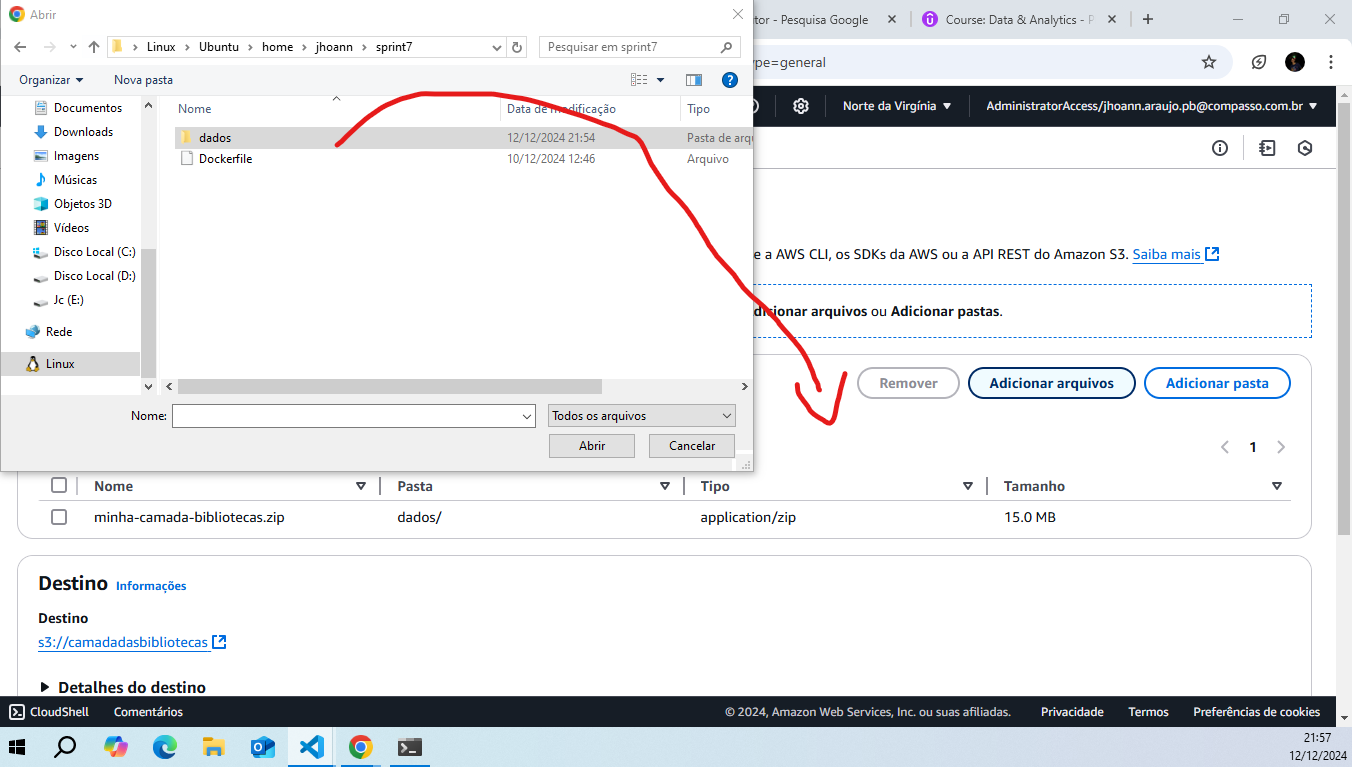 Abrir
Linux Ubuntu home jhoann sprint7
Pesquisar em sprint7
Organizar
Nova pasta
Documentos
Downloads
Imagens
Músicas
Objetos 3D
Vídeos
Disco Local (C:)
Disco Local (D:)
Jc (E:)
Rede
Linux
Nome Data de modificação Tipo
dados 12/12/2024 21:54 Pasta de arqu
Dockerfile 10/12/2024 12:46 Arquivo
Nome:
Todos os arquivos
Abrir
Cancelar
tor - Pesquisa Google
Course: Data & Analytics - P
ype=general
Norte da Virgínia
AdministratorAccess/jhoann.araujo.pb@compasso.com.br
e a AWS CLI, os SDKs da AWS ou a API REST do Amazon S3. Saiba mais
dicionar arquivos ou Adicionar pastas.
Remover
Adicionar arquivos
Adicionar pasta
1
Nome Pasta Tipo Tamanho
minha-camada-bibliotecas.zip dados/ application/zip 15.0 MB
Destino Informações
Destino
s3://camadadasbibliotecas
Detalhes do destino
CloudShell
Comentários
© 2024, Amazon Web Services, Inc. ou suas afiliadas.
Privacidade
Termos
Preferências de cookies
21:57
12/12/2024